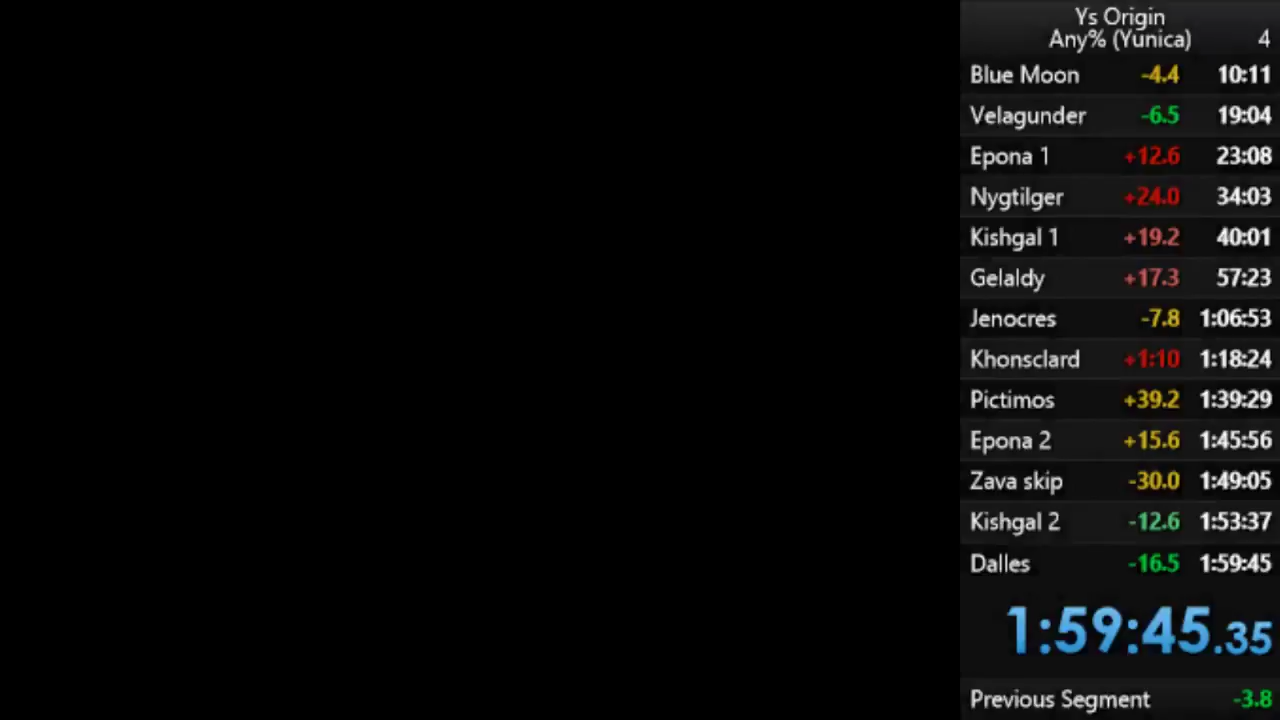 Ys Origin
Any% (Yunica) 4
Blue Moon -4.4 10:11
Velagunder -6.5 19:04
Epona 1 +12.6 23:08
Nygtilger +24.0 34:03
Kishgal 1 +19.2 40:01
Gelaldy +17.3 57:23
Jenocres -7.8 1:06:53
Khonsclard +1:10 1:18:24
Pictimos +39.2 1:39:29
Epona 2 +15.6 1:45:56
Zava skip -30.0 1:49:05
Kishgal 2 -12.6 1:53:37
Dalles -16.5 1:59:45
1:59:45.35
Previous Segment -3.8